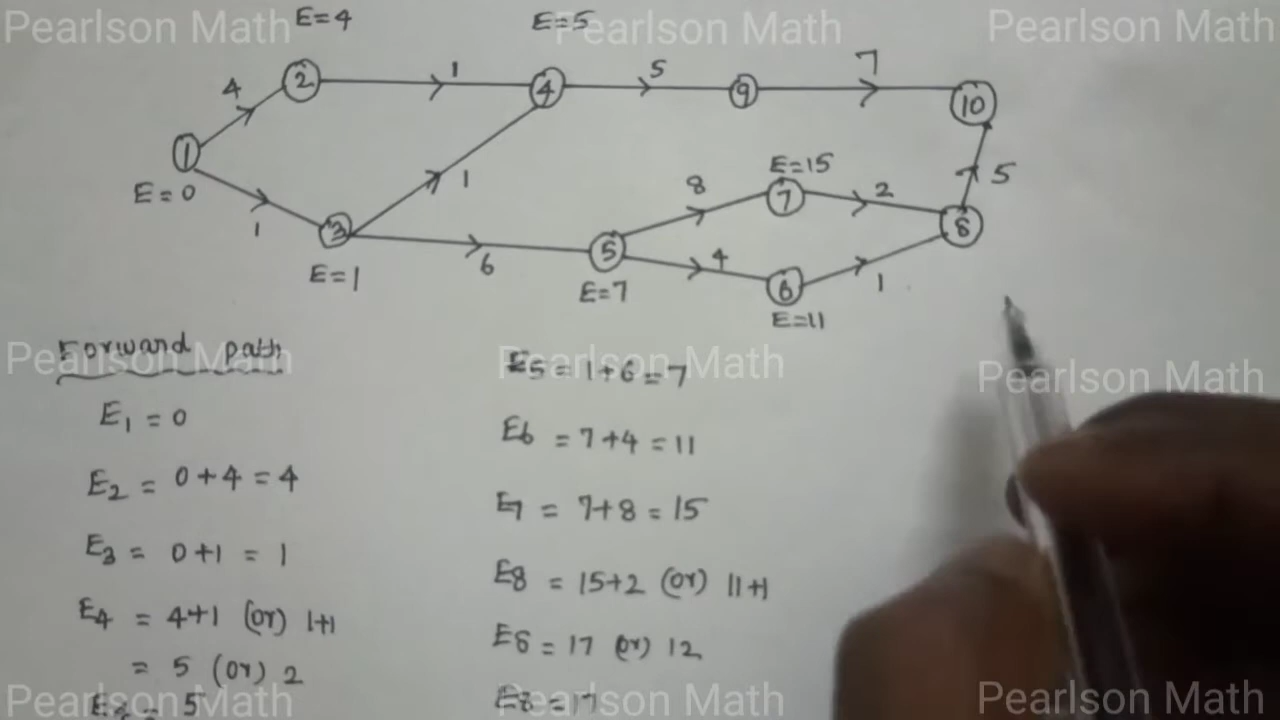 Pearlson Math
Pearlson Math
Pearlson Math
E=4
E=5
4
2
1
4
5
9
7
10
1
E=0
1
3
E=1
1
6
5
E=7
8
E=15
7
2
8
5
4
6
E=11
1
Forward path
Pearlson Math
Pearlson Math
Pearlson Math
E1 = 0
E2 = 0+4 = 4
E3 = 0+1 = 1
E4 = 4+1 (or) 1+1
= 5 (or) 2
E4 = 5
E5 = 1+6 = 7
E6 = 7+4 = 11
E7 = 7+8 = 15
E8 = 15+2 (or) 11+1
E8 = 17 (or) 12
E8 = 17
Pearlson Math
Pearlson Math
Pearlson Math